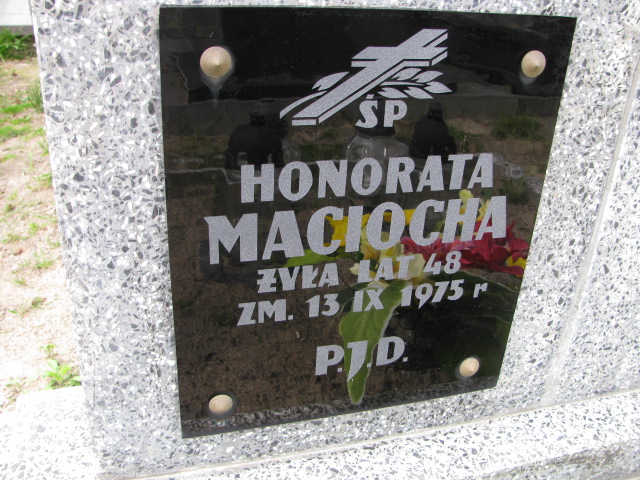 ŚP
HONORATA
MACIOCHA
ŻYŁA LAT 48
ZM. 13 IX 1975 r
P.J.D.